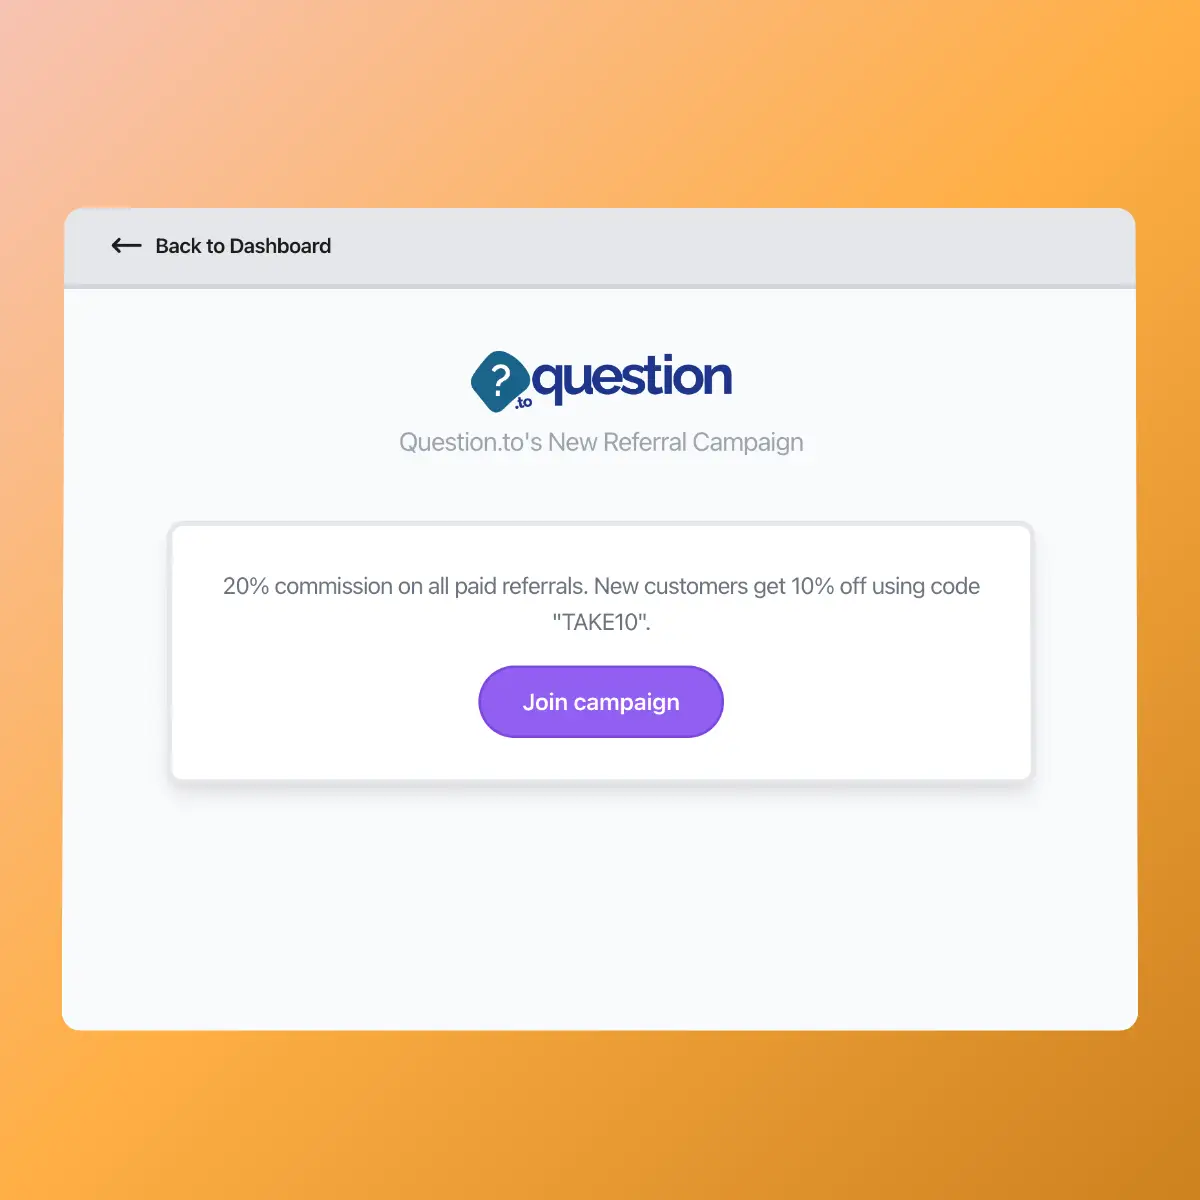 Back to Dashboard
?.to question
Question.to's New Referral Campaign
20% commission on all paid referrals. New customers get 10% off using code
"TAKE10".
Join campaign